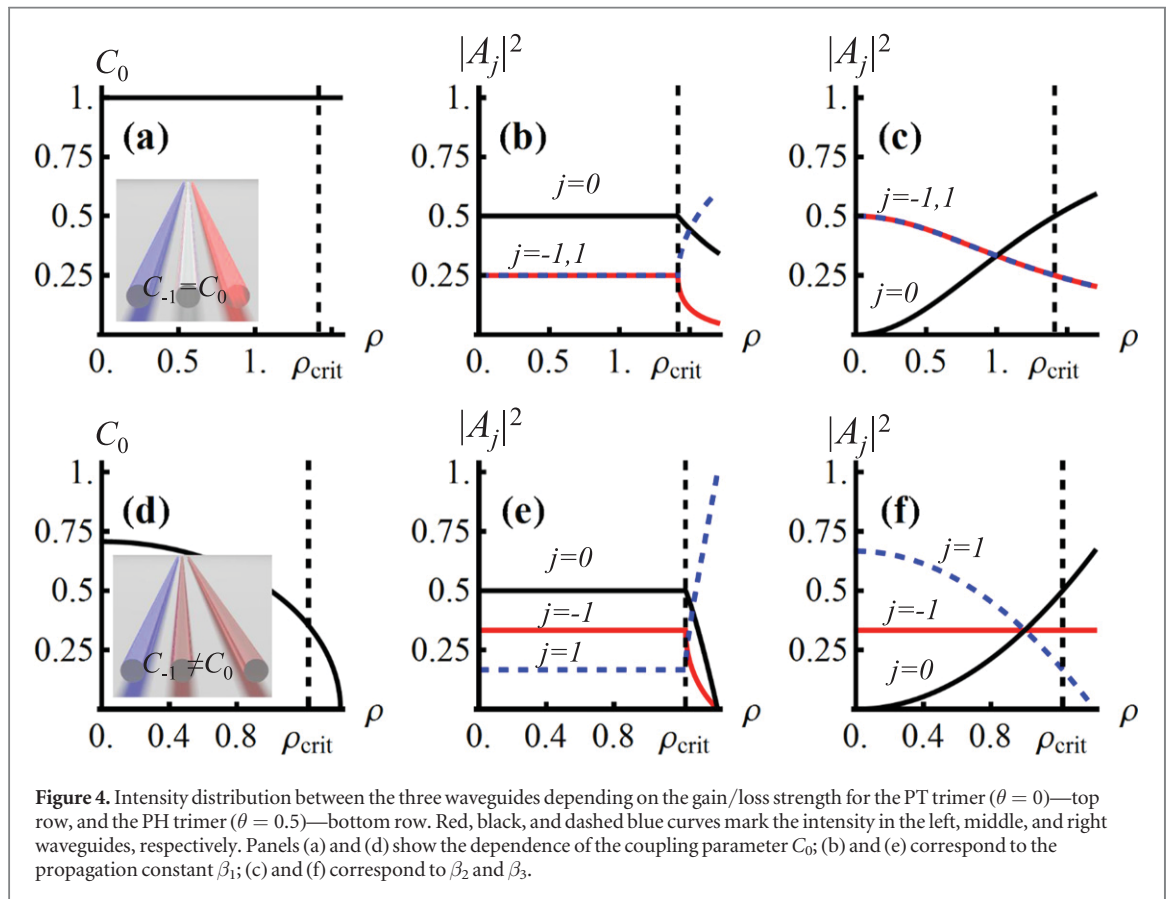 C₀
|Aⱼ|²
|Aⱼ|²
1.
0.75
0.5
0.25
(a)
C₋₁=C₀
0. 0.5 1. ρcrit ρ
1.
0.75
0.5
0.25
(b)
j=0
j=-1,1
0. 0.5 1. ρcrit ρ
1.
0.75
0.5
0.25
(c)
j=-1,1
j=0
0. 0.5 1. ρcrit ρ
C₀
|Aⱼ|²
|Aⱼ|²
1.
0.75
0.5
0.25
(d)
C₋₁≠C₀
0. 0.4 0.8 ρcrit ρ
1.
0.75
0.5
0.25
(e)
j=0
j=-1
j=1
0. 0.4 0.8 ρcrit ρ
1.
0.75
0.5
0.25
(f)
j=1
j=-1
j=0
0. 0.4 0.8 ρcrit ρ
Figure 4. Intensity distribution between the three waveguides depending on the gain/loss strength for the PT trimer (θ = 0)—top
row, and the PH trimer (θ = 0.5)—bottom row. Red, black, and dashed blue curves mark the intensity in the left, middle, and right
waveguides, respectively. Panels (a) and (d) show the dependence of the coupling parameter C₀; (b) and (e) correspond to the
propagation constant β₁; (c) and (f) correspond to β₂ and β₃.